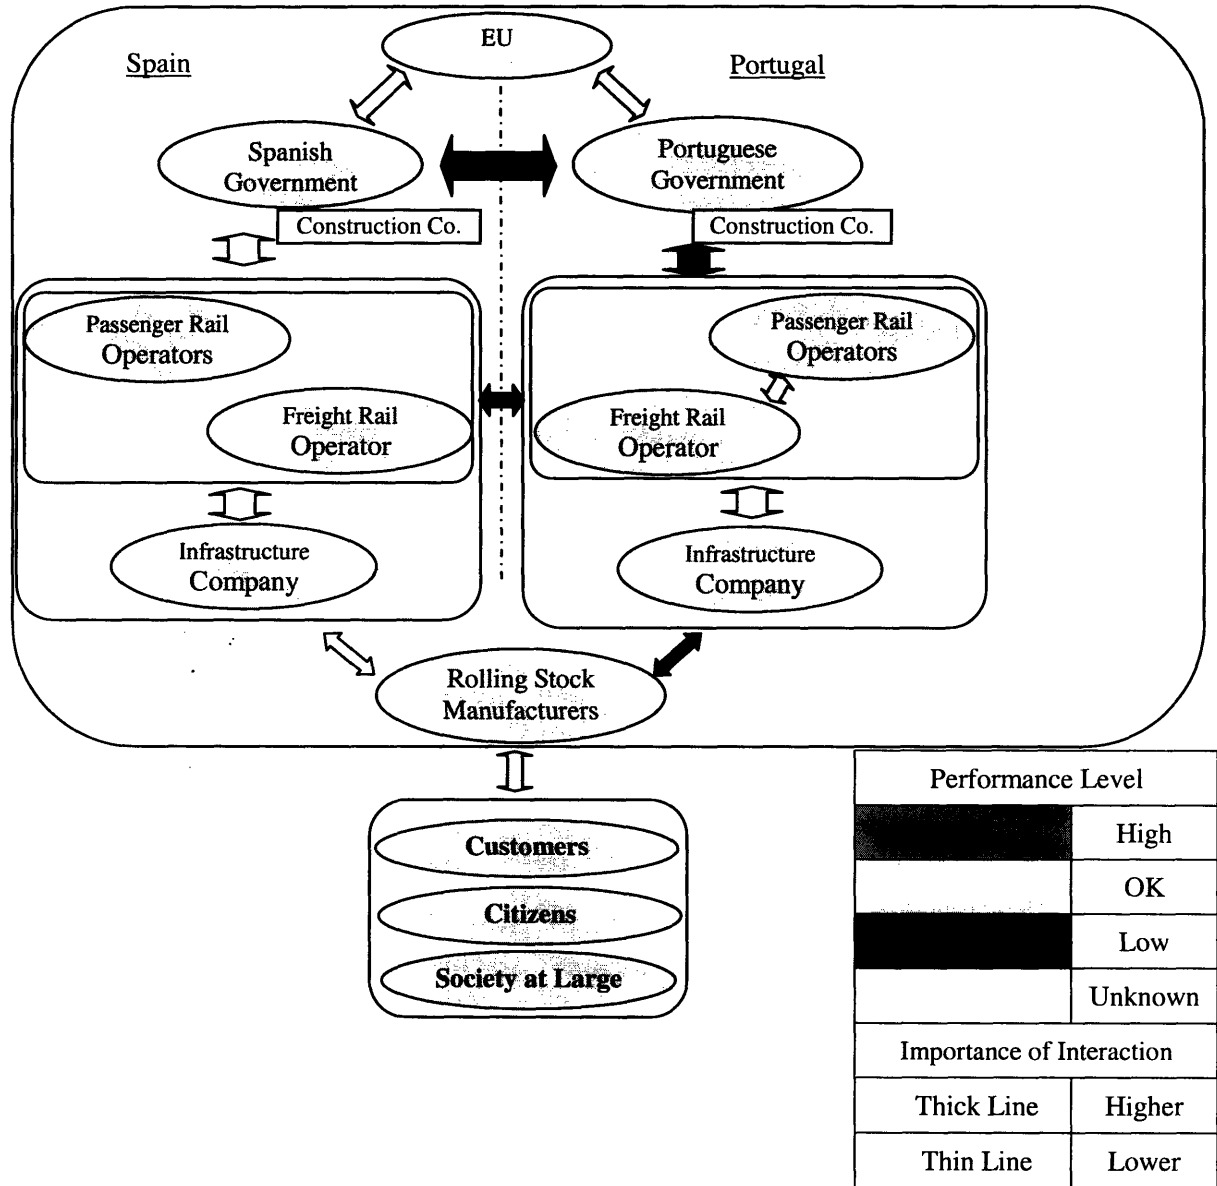 EU
Spain
Portugal
Spanish
Government
Portuguese
Government
Construction Co.
Construction Co.
Passenger Rail
Operators
Passenger Rail
Operators
Freight Rail
Operator
Freight Rail
Operator
Infrastructure
Company
Infrastructure
Company
Rolling Stock
Manufacturers
Customers
Citizens
Society at Large
Performance Level
High
OK
Low
Unknown
Importance of Interaction
Thick Line Higher
Thin Line Lower